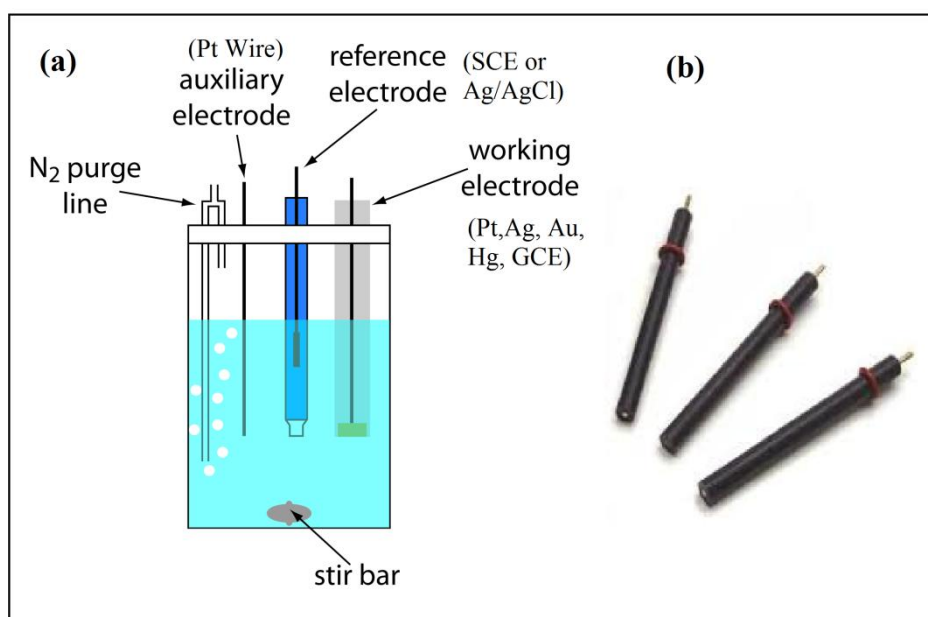 (a)
(Pt Wire)
auxiliary
electrode
reference
electrode
(SCE or
Ag/AgCl)
(b)
N₂ purge
line
working
electrode
(Pt,Ag, Au,
Hg, GCE)
stir bar